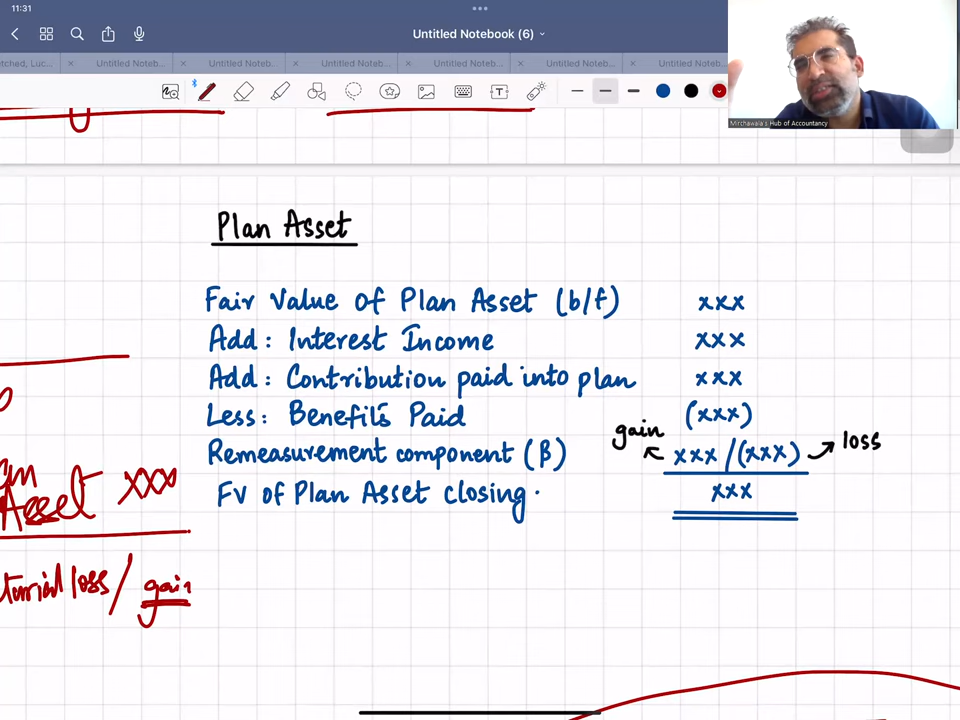 11:31
Untitled Notebook (6)
etched, Luc...
Untitled Noteb...
Untitled Noteb...
Untitled Noteb...
Untitled Noteb...
Untitled Noteb...
Untitled Noteb...
Mirchawala's Hub of Accountancy
Plan Asset
Fair Value of Plan Asset (b/f) xxx
Add: Interest Income xxx
Add: Contribution paid into plan xxx
Less: Benefits Paid (xxx)
Remeasurement component (β) gain xxx/(xxx) loss
FV of Plan Asset closing. xxx
Asset xxx
loss/gain